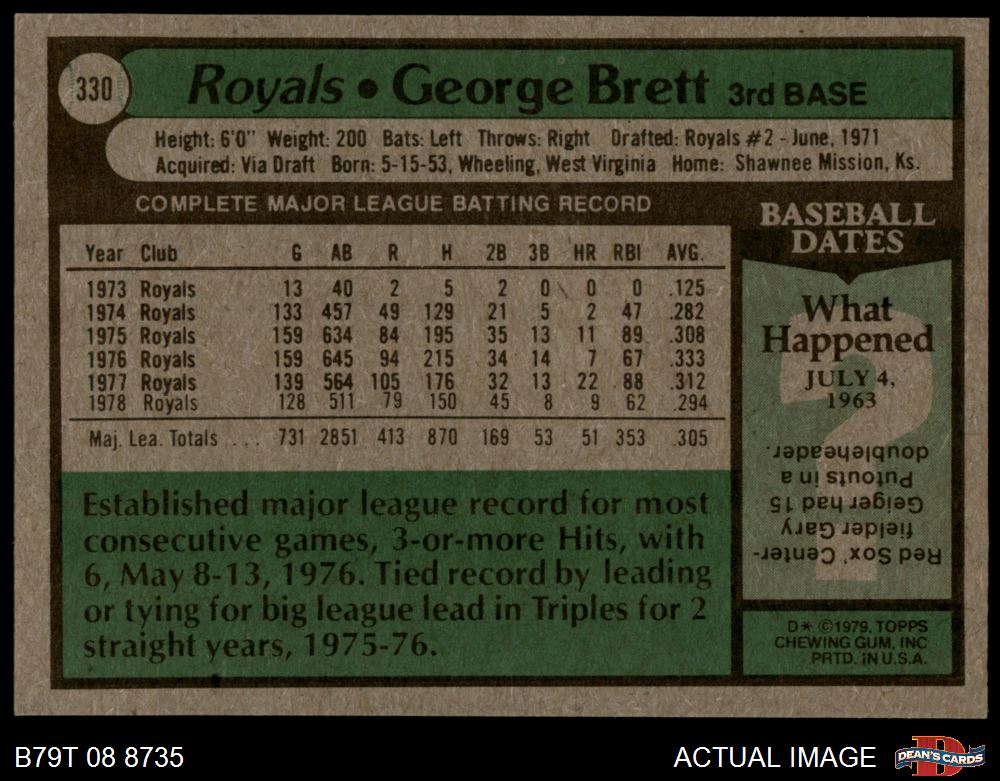 330
Royals • George Brett 3rd BASE
Height: 6'0" Weight: 200 Bats: Left Throws: Right Drafted: Royals #2 - June, 1971
Acquired: Via Draft Born: 5-15-53, Wheeling, West Virginia Home: Shawnee Mission, Ks.
COMPLETE MAJOR LEAGUE BATTING RECORD
Year Club G AB R H 2B 3B HR RBI AVG.
1973 Royals 13 40 2 5 2 0 0 0 .125
1974 Royals 133 457 49 129 21 5 2 47 .282
1975 Royals 159 634 84 195 35 13 11 89 .308
1976 Royals 159 645 94 215 34 14 7 67 .333
1977 Royals 139 564 105 176 32 13 22 88 .312
1978 Royals 128 511 79 150 45 8 9 62 .294
Maj. Lea. Totals . . . 731 2851 413 870 169 53 51 353 .305
Established major league record for most
consecutive games, 3-or-more Hits, with
6, May 8-13, 1976. Tied record by leading
or tying for big league lead in Triples for 2
straight years, 1975-76.
BASEBALL
DATES
What
Happened
JULY 4,
1963
?
Red Sox' Center-
fielder Gary
Geiger had 15
Putouts in a
doubleheader.
D* ©1979, TOPPS
CHEWING GUM, INC
PRTD. IN U.S.A.
B79T 08 8735
ACTUAL IMAGE
D
DEAN'S CARDS